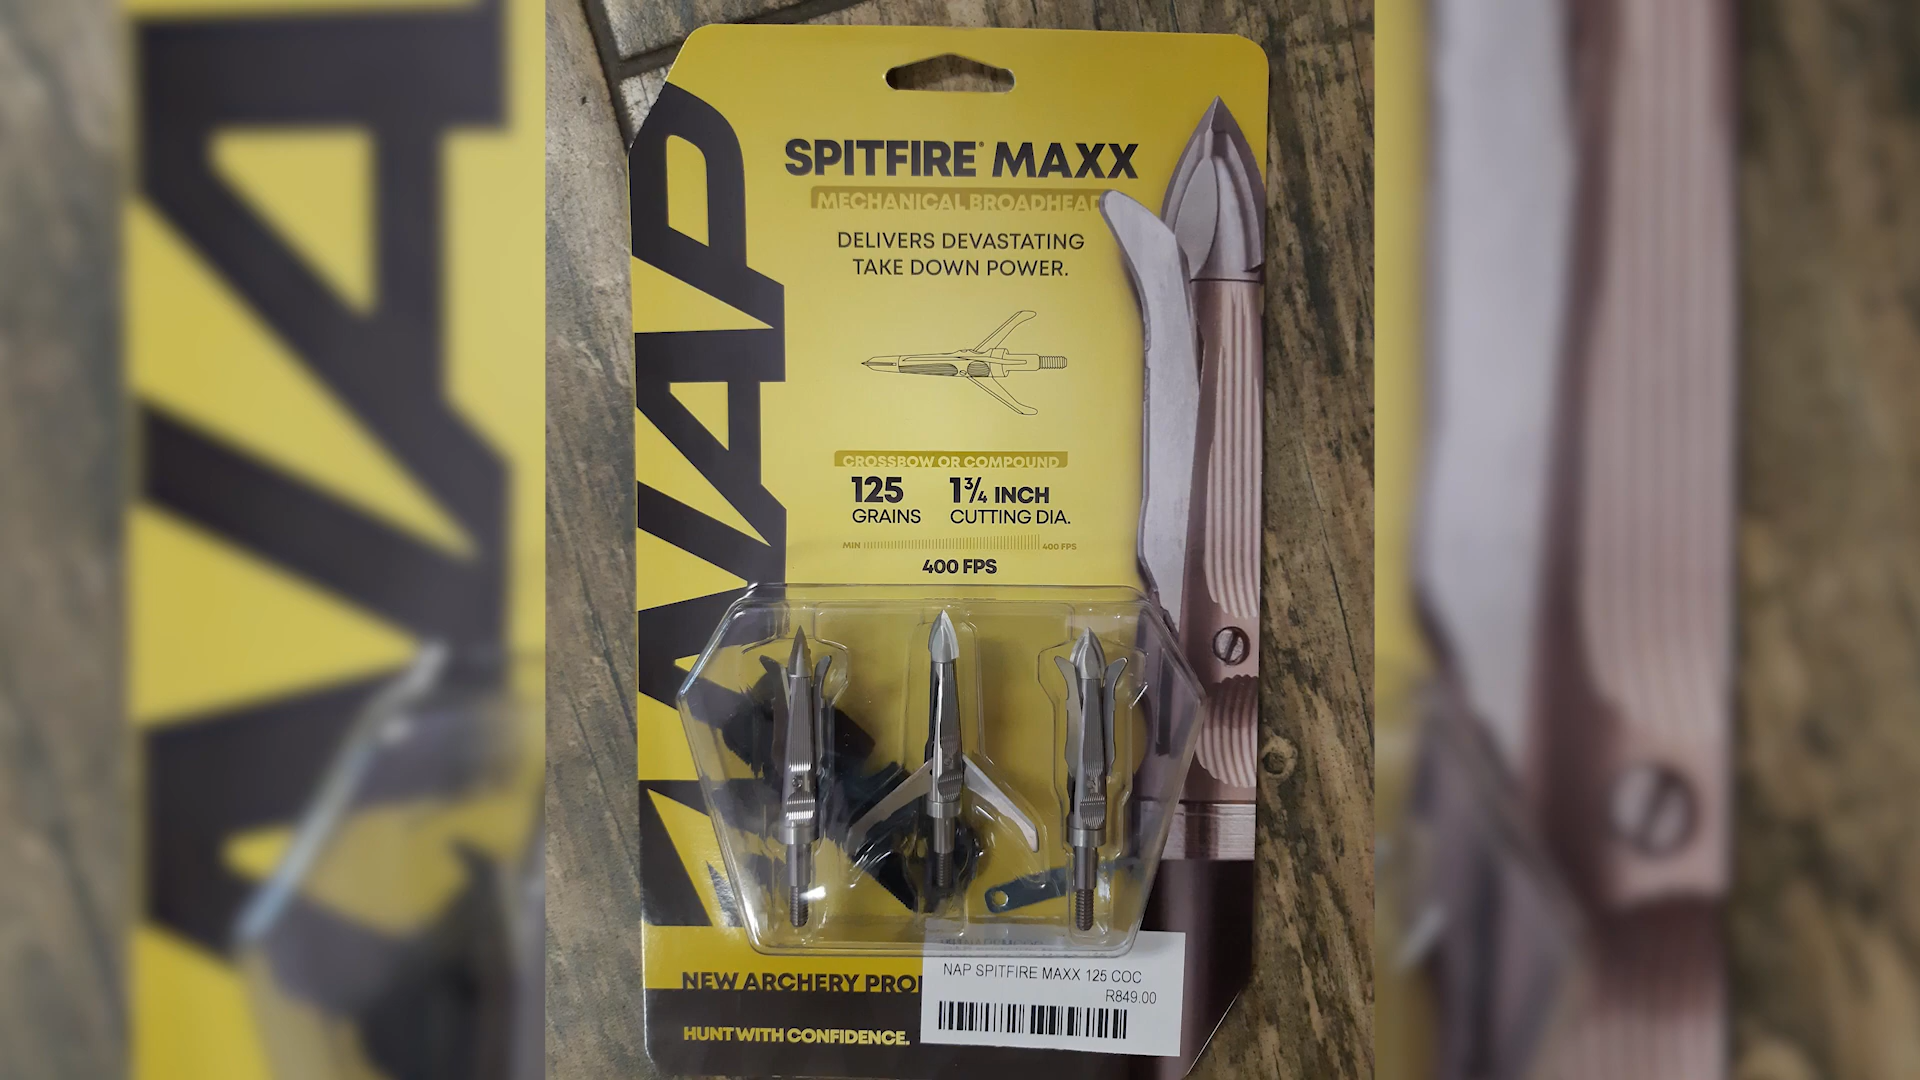 NAP
SPITFIRE® MAXX
MECHANICAL BROADHEAD
DELIVERS DEVASTATING
TAKE DOWN POWER.
CROSSBOW OR COMPOUND
125 GRAINS
1¾ INCH CUTTING DIA.
MIN 400 FPS
400 FPS
NEW ARCHERY
NAP SPITFIRE MAXX 125 COC
R849.00
HUNT WITH CONFIDENCE.